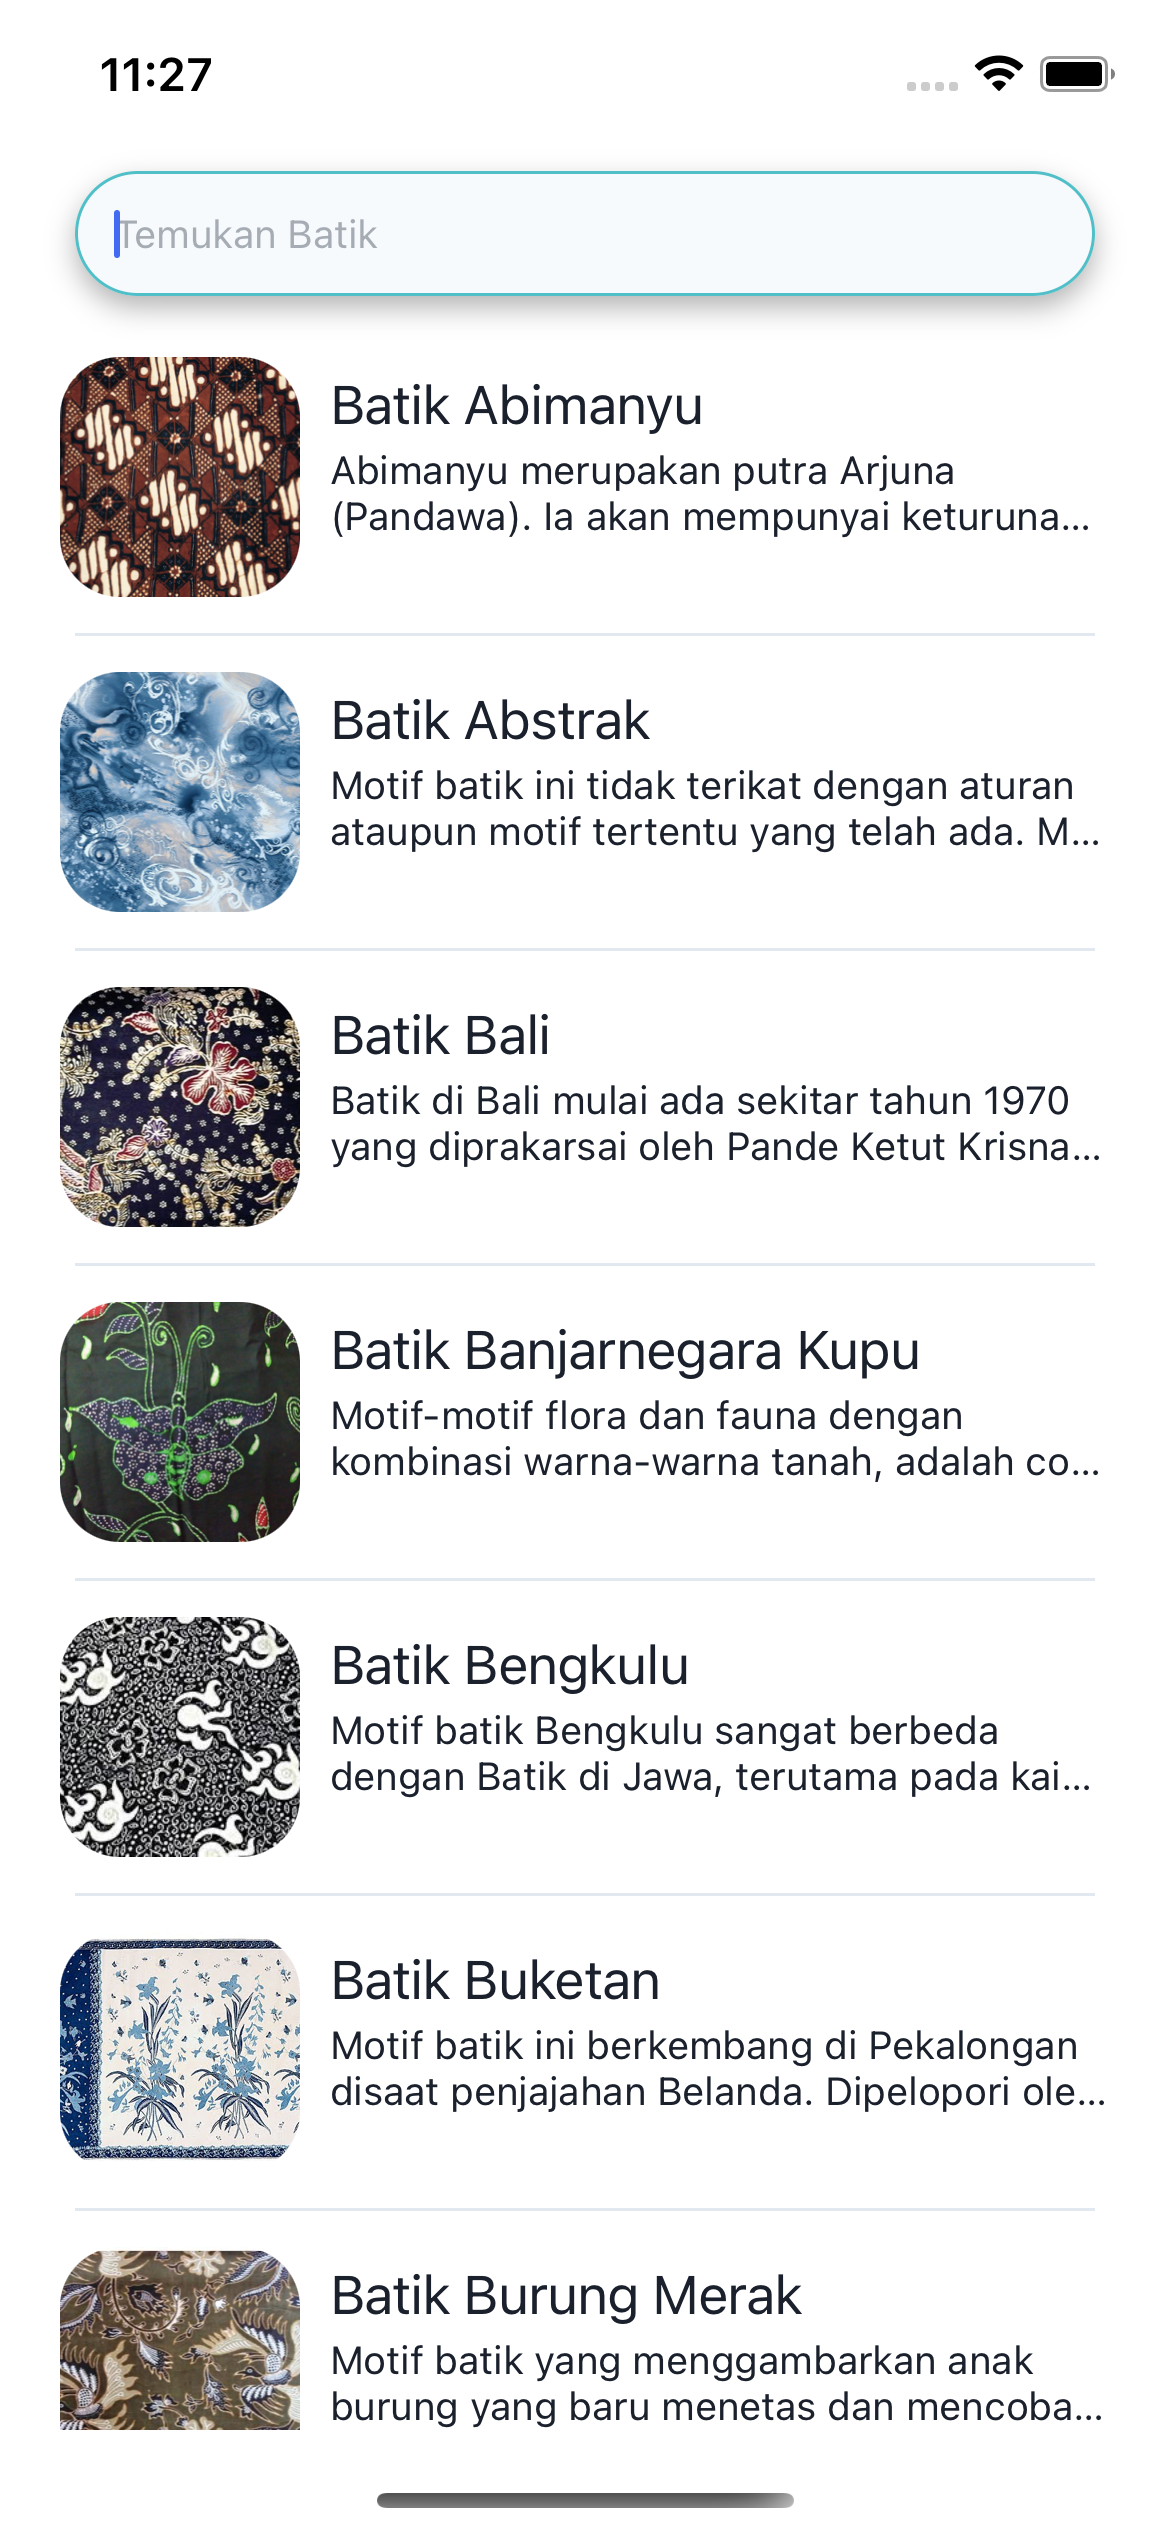 11:27
Temukan Batik
Batik Abimanyu
Abimanyu merupakan putra Arjuna
(Pandawa). Ia akan mempunyai keturuna...
Batik Abstrak
Motif batik ini tidak terikat dengan aturan
ataupun motif tertentu yang telah ada. M...
Batik Bali
Batik di Bali mulai ada sekitar tahun 1970
yang diprakarsai oleh Pande Ketut Krisna...
Batik Banjarnegara Kupu
Motif-motif flora dan fauna dengan
kombinasi warna-warna tanah, adalah co...
Batik Bengkulu
Motif batik Bengkulu sangat berbeda
dengan Batik di Jawa, terutama pada kai...
Batik Buketan
Motif batik ini berkembang di Pekalongan
disaat penjajahan Belanda. Dipelopori ole...
Batik Burung Merak
Motif batik yang menggambarkan anak
burung yang baru menetas dan mencoba...